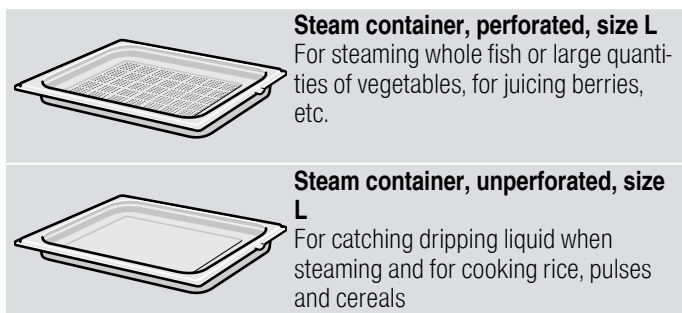 Steam container, perforated, size L
For steaming whole fish or large quanti-
ties of vegetables, for juicing berries,
etc.
Steam container, unperforated, size
L
For catching dripping liquid when
steaming and for cooking rice, pulses
and cereals